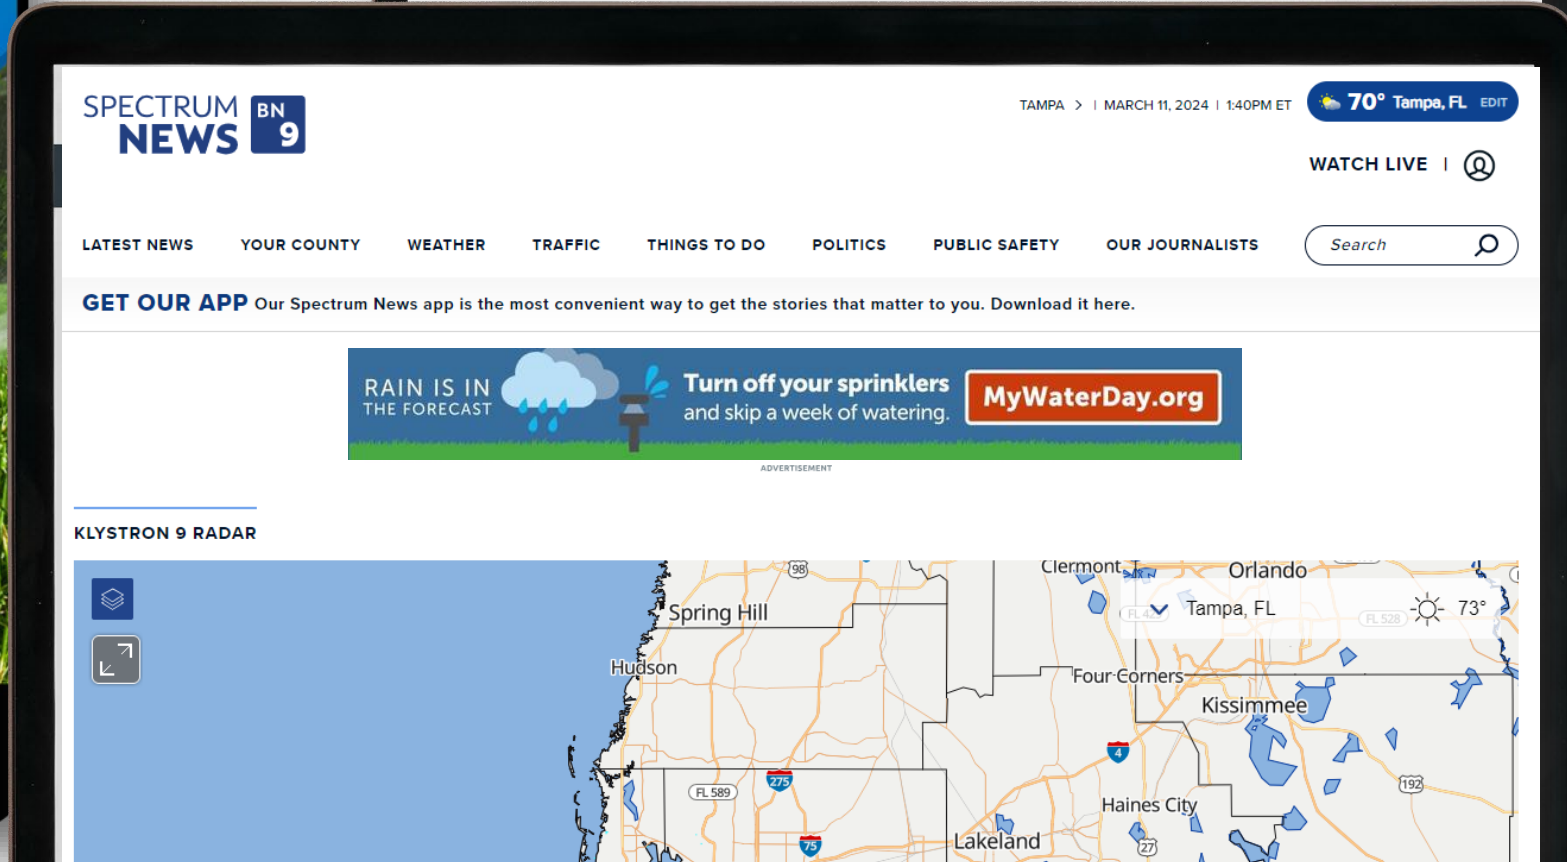 SPECTRUM
NEWS
BN
9
TAMPA > | MARCH 11, 2024 | 1:40PM ET
70° Tampa, FL EDIT
WATCH LIVE |
LATEST NEWS YOUR COUNTY WEATHER TRAFFIC THINGS TO DO POLITICS PUBLIC SAFETY OUR JOURNALISTS Search
GET OUR APP Our Spectrum News app is the most convenient way to get the stories that matter to you. Download it here.
RAIN IS IN
THE FORECAST
Turn off your sprinklers
and skip a week of watering.
MyWaterDay.org
ADVERTISEMENT
KLYSTRON 9 RADAR
98
Clermont
Orlando
Spring Hill
Tampa, FL 73°
FL 528
Hudson
Four Corners
Kissimmee
4
275
FL 589
192
Haines City
75
Lakeland
27